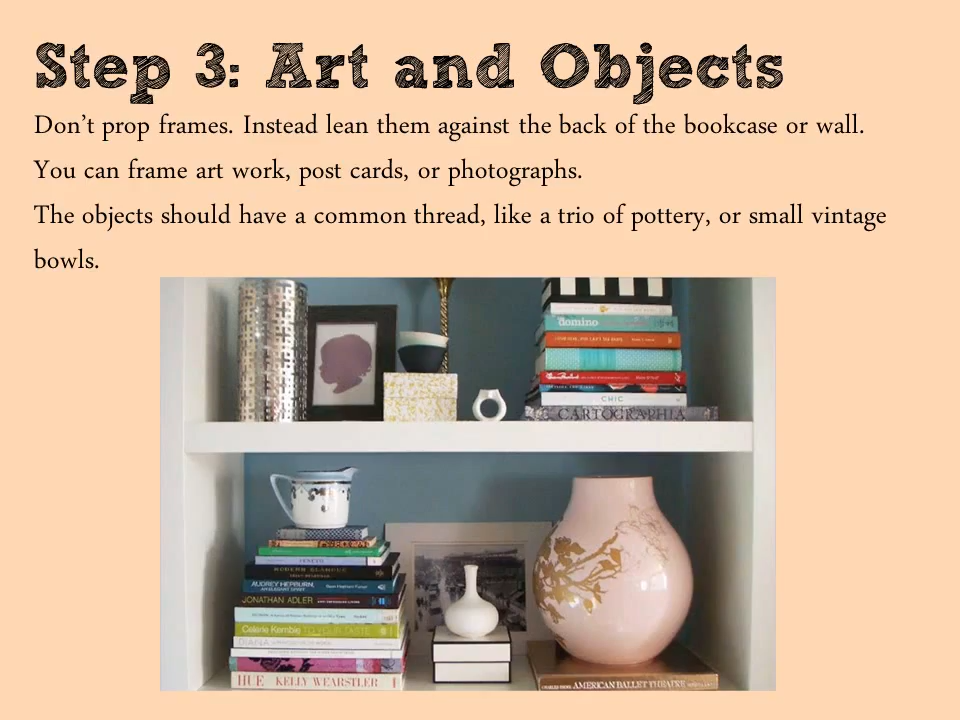 Step 3: Art and Objects
Don't prop frames. Instead lean them against the back of the bookcase or wall.
You can frame art work, post cards, or photographs.
The objects should have a common thread, like a trio of pottery, or small vintage
bowls.
domino
CHIC
CARTOGRAPHIA
AUDREY HEPBURN,
JONATHAN ADLER
Celerie Kemble
HUE KELLY WEARSTLER
AMERICAN BALLET THEATRE